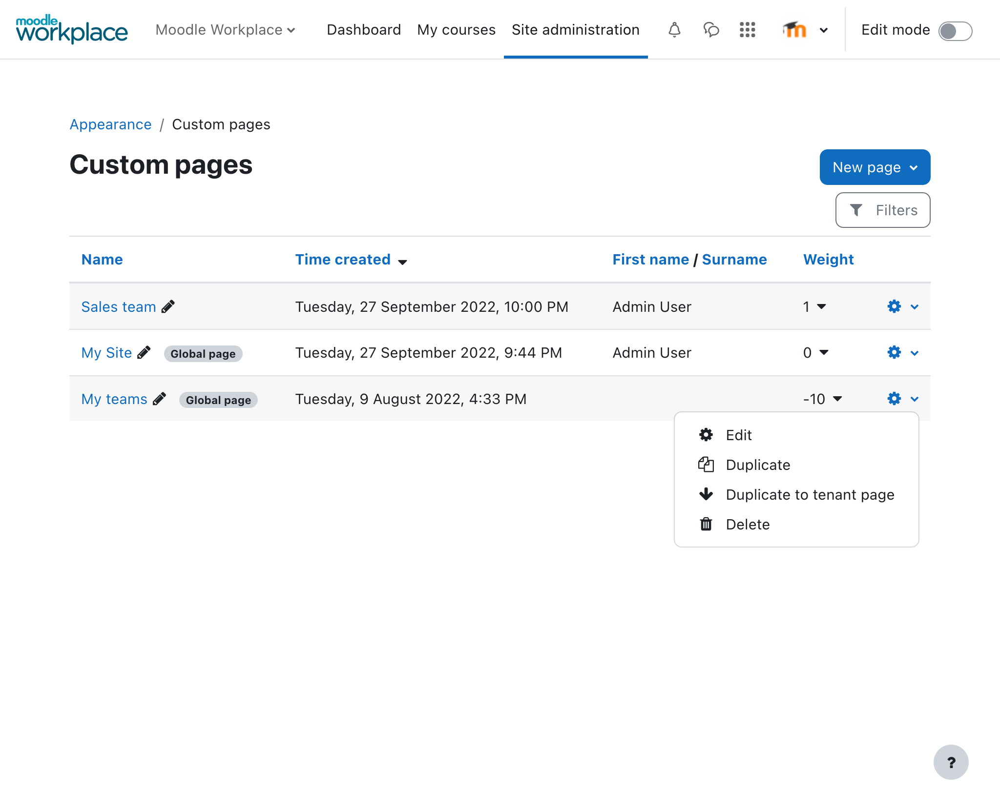 moodle
workplace
Moodle Workplace
Dashboard
My courses
Site administration
Edit mode
Appearance / Custom pages
Custom pages
New page
Filters
Name
Time created
First name / Surname
Weight
Sales team
Tuesday, 27 September 2022, 10:00 PM
Admin User
1
My Site
Global page
Tuesday, 27 September 2022, 9:44 PM
Admin User
0
My teams
Global page
Tuesday, 9 August 2022, 4:33 PM
-10
Edit
Duplicate
Duplicate to tenant page
Delete
?